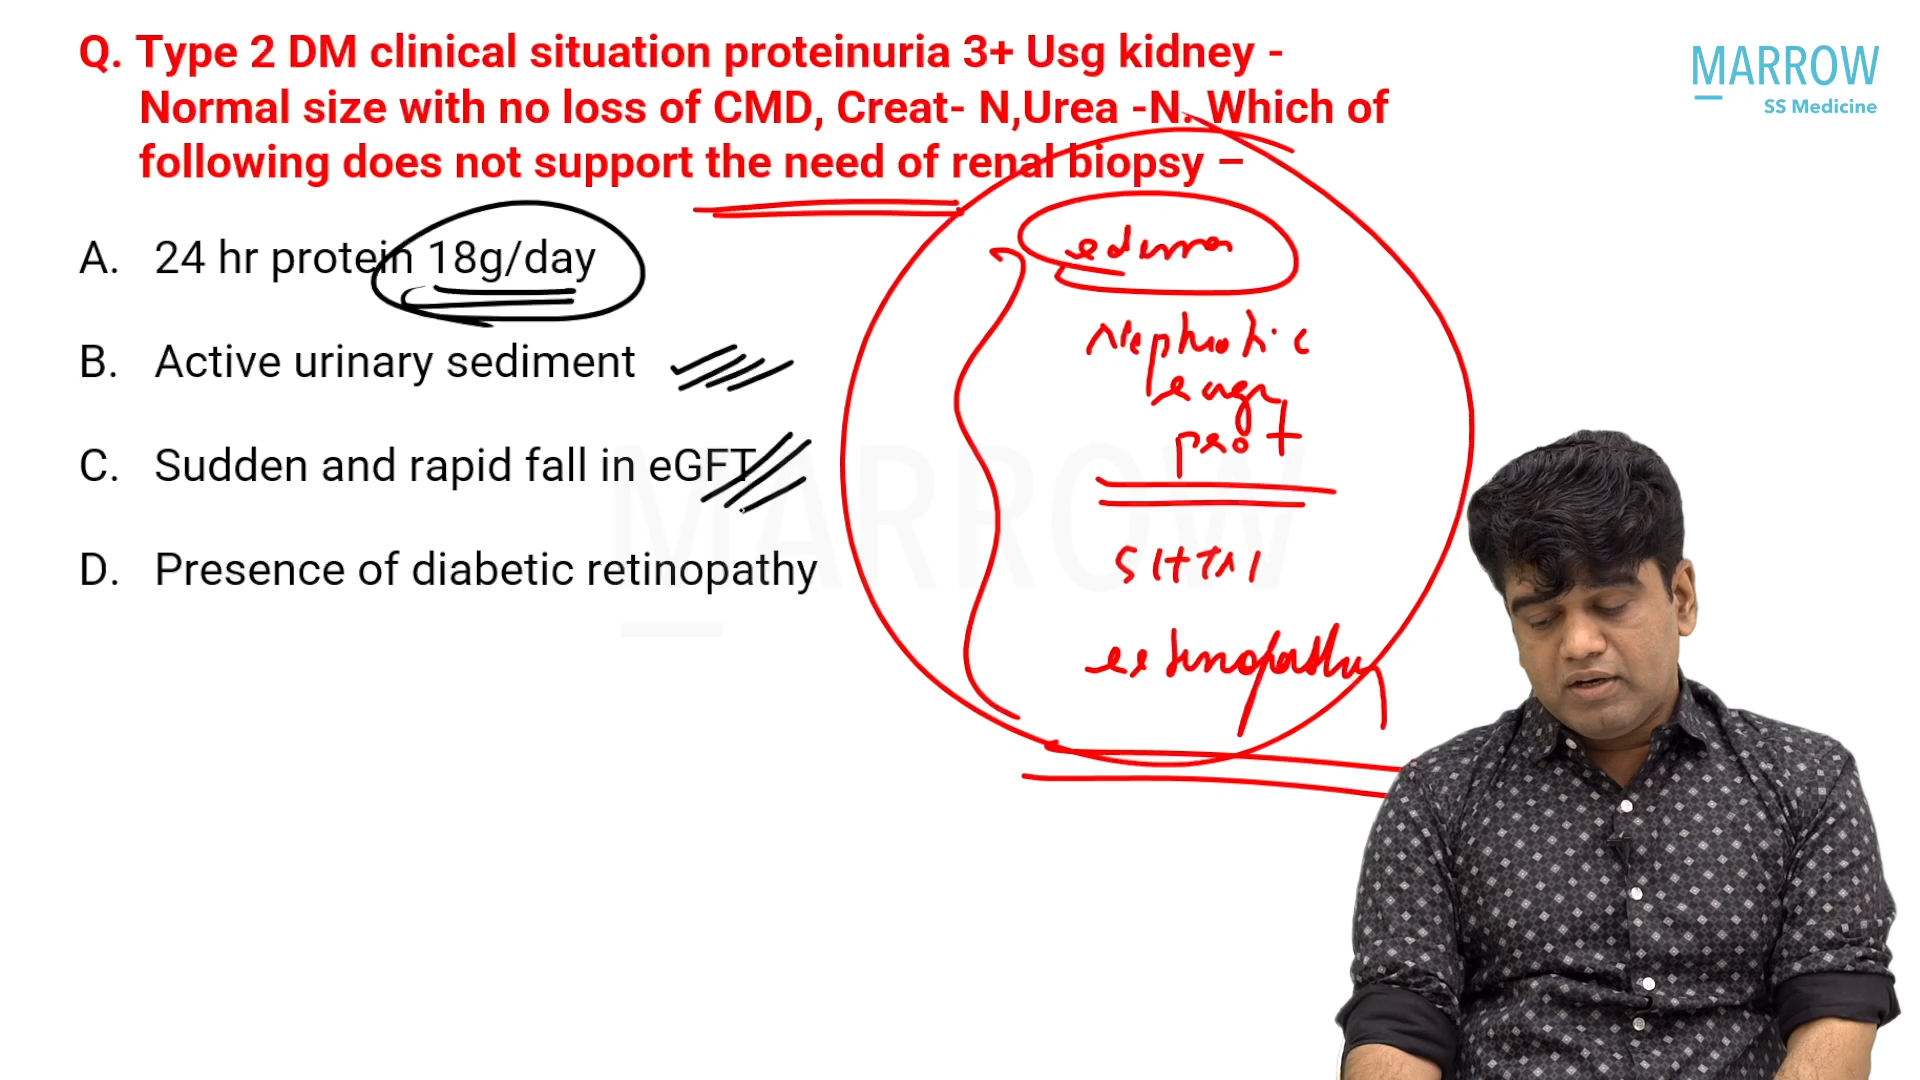 Q. Type 2 DM clinical situation proteinuria 3+ Usg kidney -
Normal size with no loss of CMD, Creat- N,Urea -N. Which of
following does not support the need of renal biopsy –
A. 24 hr protein 18g/day
B. Active urinary sediment
C. Sudden and rapid fall in eGFT
D. Presence of diabetic retinopathy
MARROW
SS Medicine
edema
Nephrotic
range
prot
MARROW